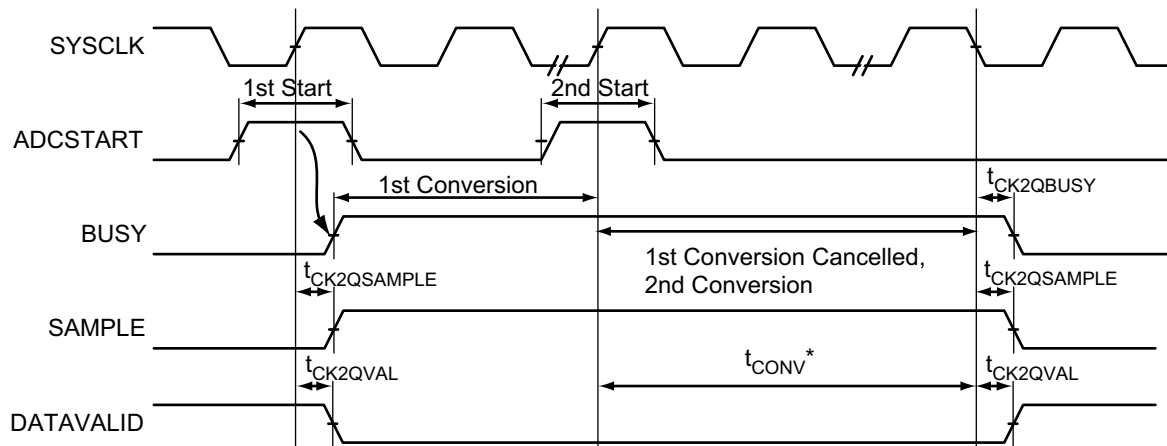 SYSCLK
1st Start
2nd Start
ADCSTART
1st Conversion
tCK2QBUSY
BUSY
1st Conversion Cancelled,
2nd Conversion
tCK2QSAMPLE
tCK2QSAMPLE
SAMPLE
tCK2QVAL
tCONV*
tCK2QVAL
DATAVALID